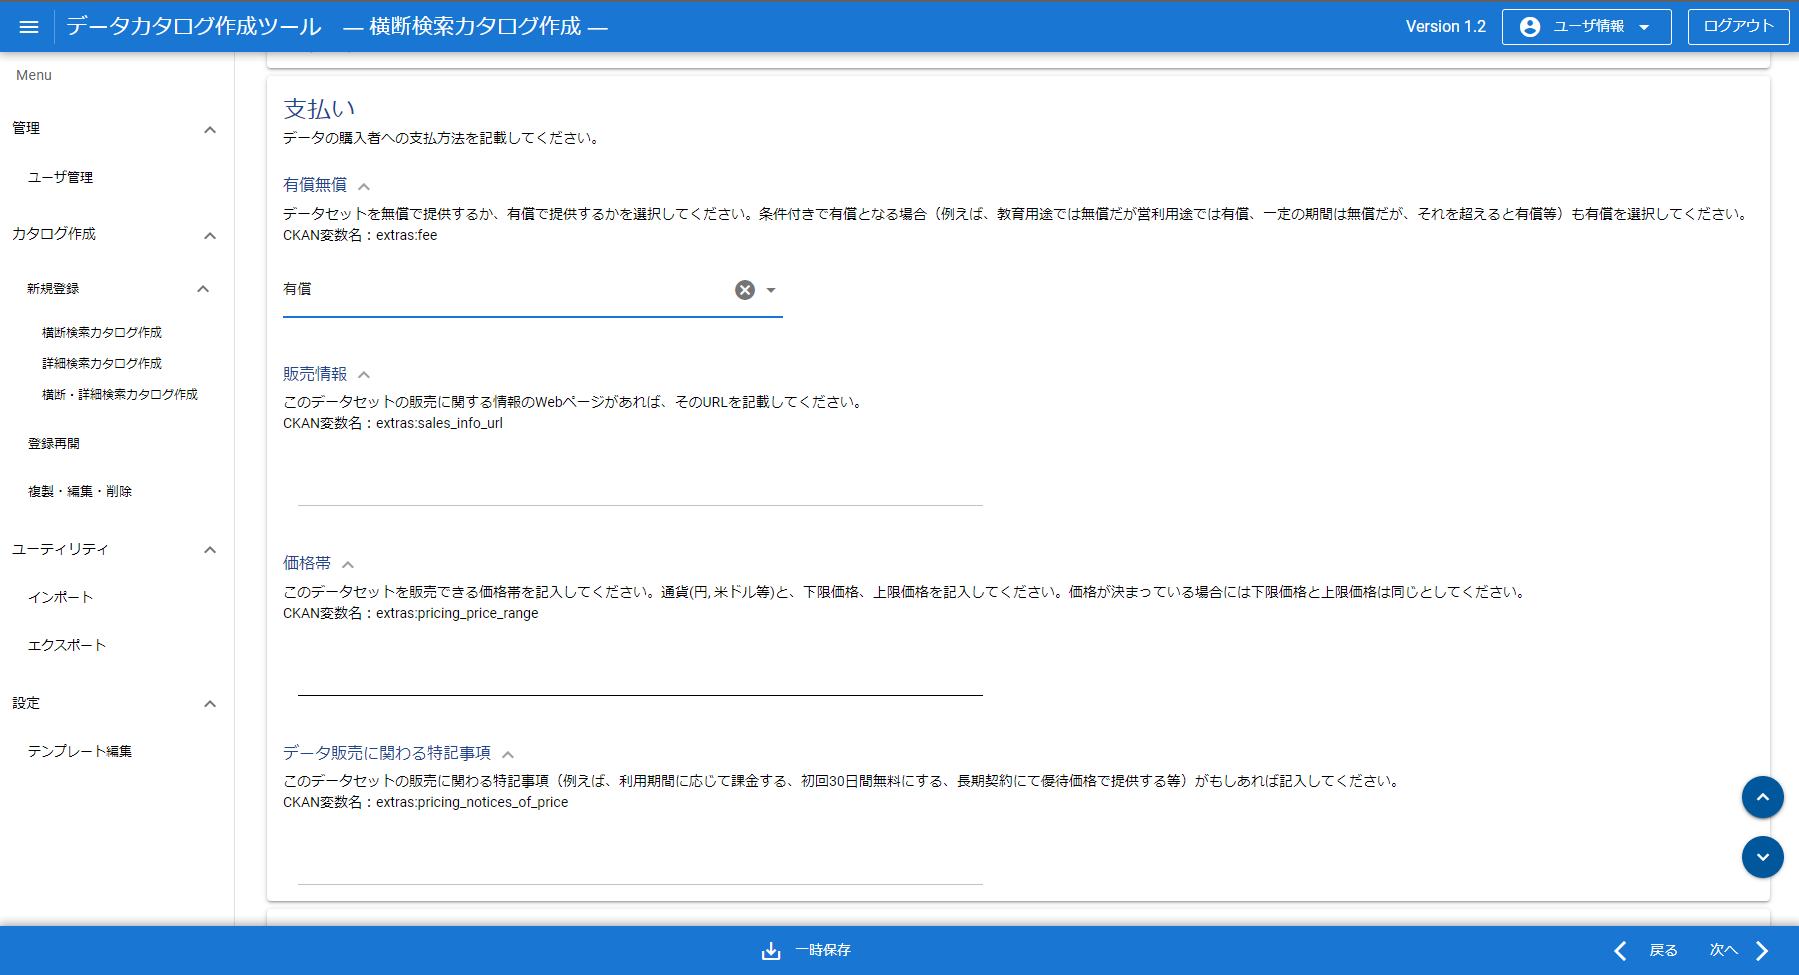 データカタログ作成ツール ― 横断検索カタログ作成 ―
Version 1.2
ユーザ情報
ログアウト
Menu
管理
ユーザ管理
カタログ作成
新規登録
横断検索カタログ作成
詳細検索カタログ作成
横断・詳細検索カタログ作成
登録再開
複製・編集・削除
ユーティリティ
インポート
エクスポート
設定
テンプレート編集
支払い
データの購入者への支払方法を記載してください。
有償無償
データセットを無償で提供するか、有償で提供するかを選択してください。条件付きで有償となる場合（例えば、教育用途では無償だが営利用途では有償、一定の期間は無償だが、それを超えると有償等）も有償を選択してください。
CKAN変数名：extras:fee
有償
販売情報
このデータセットの販売に関する情報のWebページがあれば、そのURLを記載してください。
CKAN変数名：extras:sales_info_url
価格帯
このデータセットを販売できる価格帯を記入してください。通貨(円, 米ドル等)と、下限価格、上限価格を記入してください。価格が決まっている場合には下限価格と上限価格は同じとしてください。
CKAN変数名：extras:pricing_price_range
データ販売に関わる特記事項
このデータセットの販売に関わる特記事項（例えば、利用期間に応じて課金する、初回30日間無料にする、長期契約にて優待価格で提供する等）がもしあれば記入してください。
CKAN変数名：extras:pricing_notices_of_price
一時保存
戻る
次へ